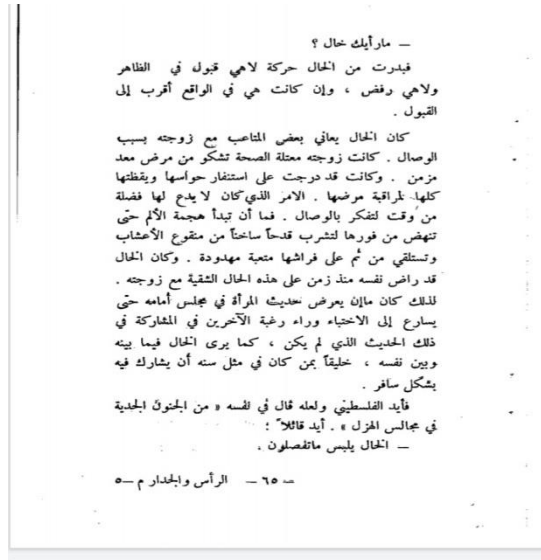 — مارأيك خال ؟
فبدرت من الخال حركة لاهي قبول في الظاهر
ولاهي رفض ، وإن كانت هي في الواقع أقرب إلى
القبول .
كان الخال يعاني بعض المتاعب مع زوجته بسبب
الوصال . كانت زوجته معتلة الصحة تشكو من مرض معد
مزمن . وكانت قد درجت على استنفار حواسها ويقظتها
كلها لمراقبة مرضها . الامر الذي كان لا يدع لها فضلة
من وقت لتفكر بالوصال . فما أن تبدأ هجمة الألم حتى
تنهض من فورها لتشرب قدحاً ساخناً من منقوع الأعشاب
وتستلقي من ثم على فراشها متعبة مهدودة . وكان الخال
قد راض نفسه منذ زمن على هذه الحال الشقية مع زوجته .
لذلك كان ماإن يعرض حديث المرأة في مجلس أمامه حتى
يسارع إلى الاختباء وراء رغبة الآخرين في المشاركة في
ذلك الحديث الذي لم يكن ، كما يرى الخال فيما بينه
وبين نفسه ، خليقاً بمن كان في مثل سنه أن يشارك فيه
بشكل سافر .
فأيد الفلسطيني ولعله قال في نفسه « من الجنون الجدية
في مجالس الهزل » . أيد قائلاً :
— الخال يلبس ماتفصلون .
— ٦٥ — الرأس والجدار م —٥